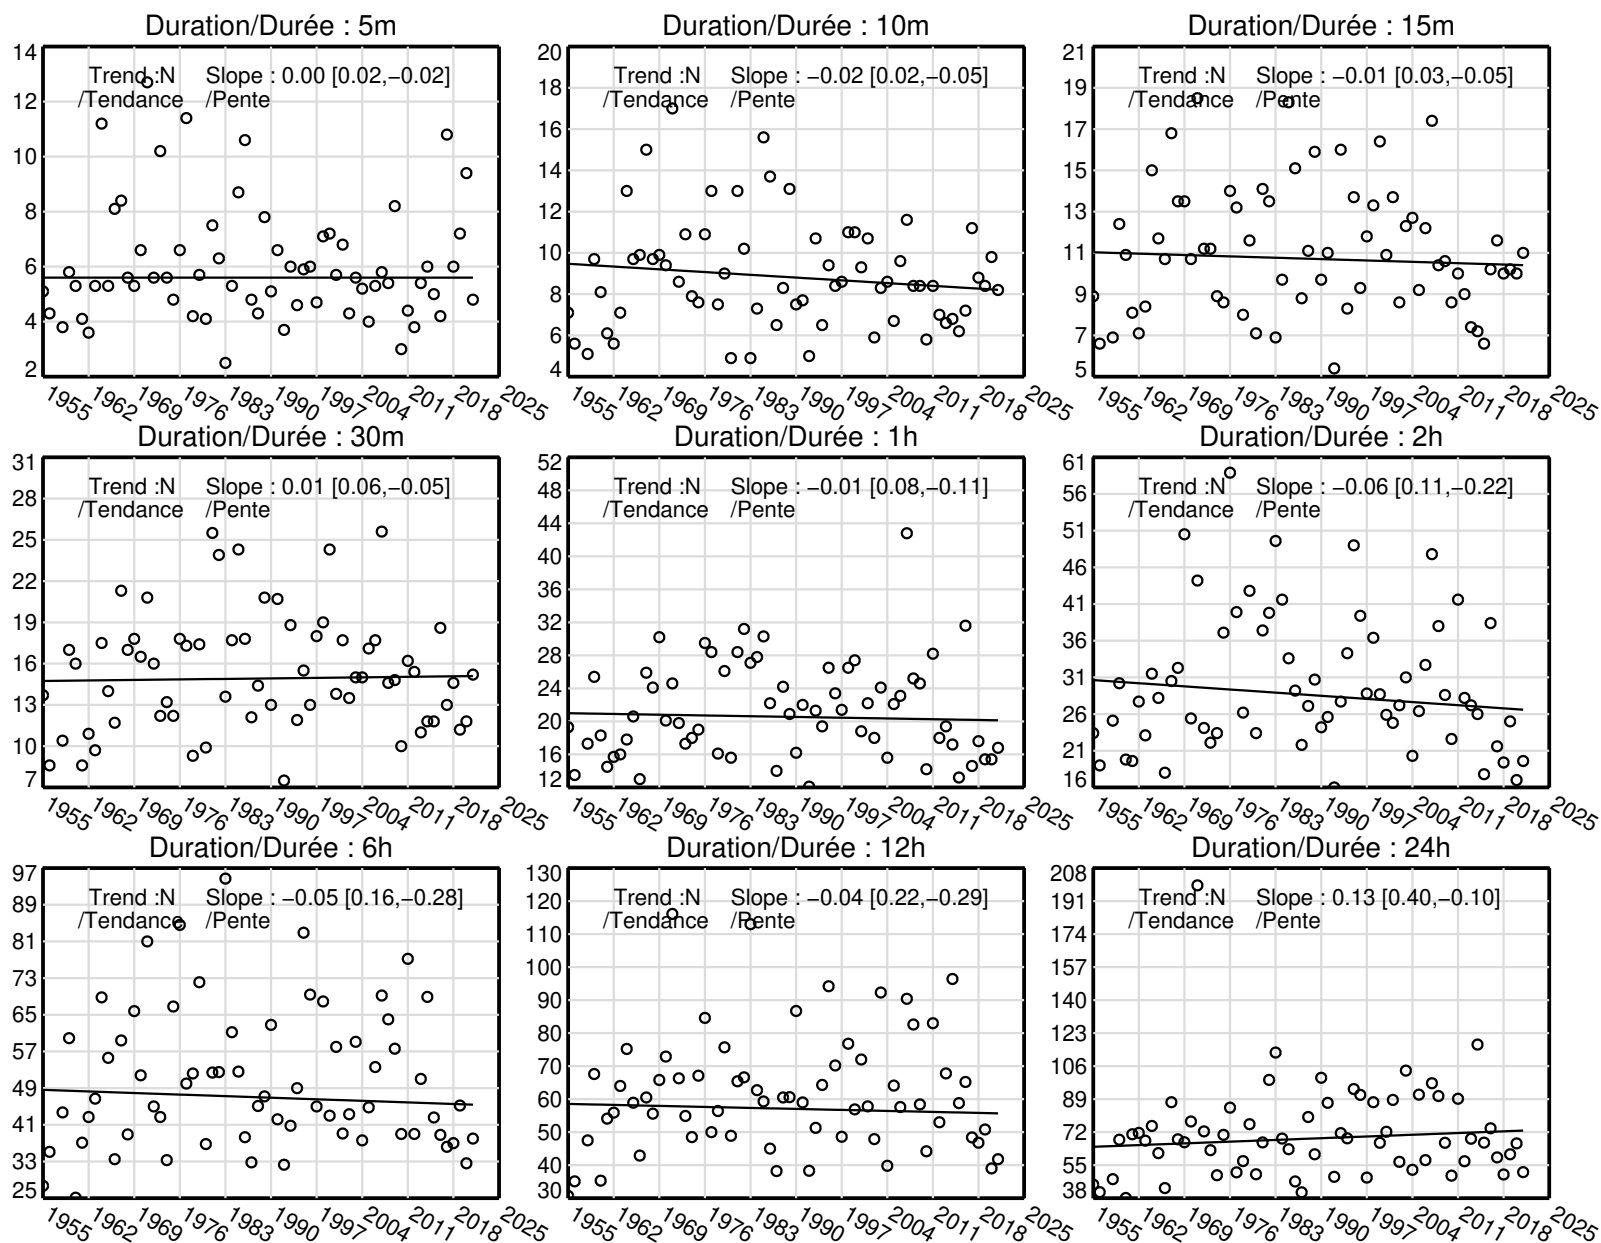 Duration/Durée : 5m
14
12
10
8
6
4
2
Trend :N Slope : 0.00 [0.02,−0.02]
/Tendance /Pente
1955 1962 1969 1976 1983 1990 1997 2004 2011 2018 2025
Duration/Durée : 10m
20
18
16
14
12
10
8
6
4
Trend :N Slope : −0.02 [0.02,−0.05]
/Tendance /Pente
1955 1962 1969 1976 1983 1990 1997 2004 2011 2018 2025
Duration/Durée : 15m
21
19
17
15
13
11
9
7
5
Trend :N Slope : −0.01 [0.03,−0.05]
/Tendance /Pente
1955 1962 1969 1976 1983 1990 1997 2004 2011 2018 2025
Duration/Durée : 30m
31
28
25
22
19
16
13
10
7
Trend :N Slope : 0.01 [0.06,−0.05]
/Tendance /Pente
1955 1962 1969 1976 1983 1990 1997 2004 2011 2018 2025
Duration/Durée : 1h
52
48
44
40
36
32
28
24
20
16
12
Trend :N Slope : −0.01 [0.08,−0.11]
/Tendance /Pente
1955 1962 1969 1976 1983 1990 1997 2004 2011 2018 2025
Duration/Durée : 2h
61
56
51
46
41
36
31
26
21
16
Trend :N Slope : −0.06 [0.11,−0.22]
/Tendance /Pente
1955 1962 1969 1976 1983 1990 1997 2004 2011 2018 2025
Duration/Durée : 6h
97
89
81
73
65
57
49
41
33
25
Trend :N Slope : −0.05 [0.16,−0.28]
/Tendance /Pente
1955 1962 1969 1976 1983 1990 1997 2004 2011 2018 2025
Duration/Durée : 12h
130
120
110
100
90
80
70
60
50
40
30
Trend :N Slope : −0.04 [0.22,−0.29]
/Tendance /Pente
1955 1962 1969 1976 1983 1990 1997 2004 2011 2018 2025
Duration/Durée : 24h
208
191
174
157
140
123
106
89
72
55
38
Trend :N Slope : 0.13 [0.40,−0.10]
/Tendance /Pente
1955 1962 1969 1976 1983 1990 1997 2004 2011 2018 2025